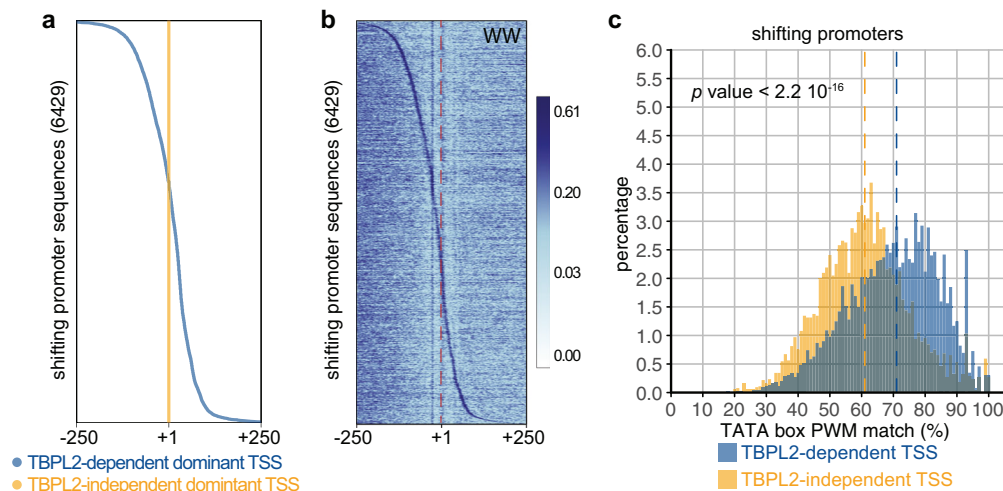 a
shifting promoter sequences (6429)
-250
+1
+250
TBPL2-dependent dominant TSS
TBPL2-independent dominant TSS
b
shifting promoter sequences (6429)
WW
0.61
0.20
0.03
0.00
-250
+1
+250
c
shifting promoters
p value < 2.2 10-16
percentage
6.0
5.5
5.0
4.5
4.0
3.5
3.0
2.5
2.0
1.5
1.0
0.5
0.0
0 10 20 30 40 50 60 70 80 90 100
TATA box PWM match (%)
TBPL2-dependent TSS
TBPL2-independent TSS